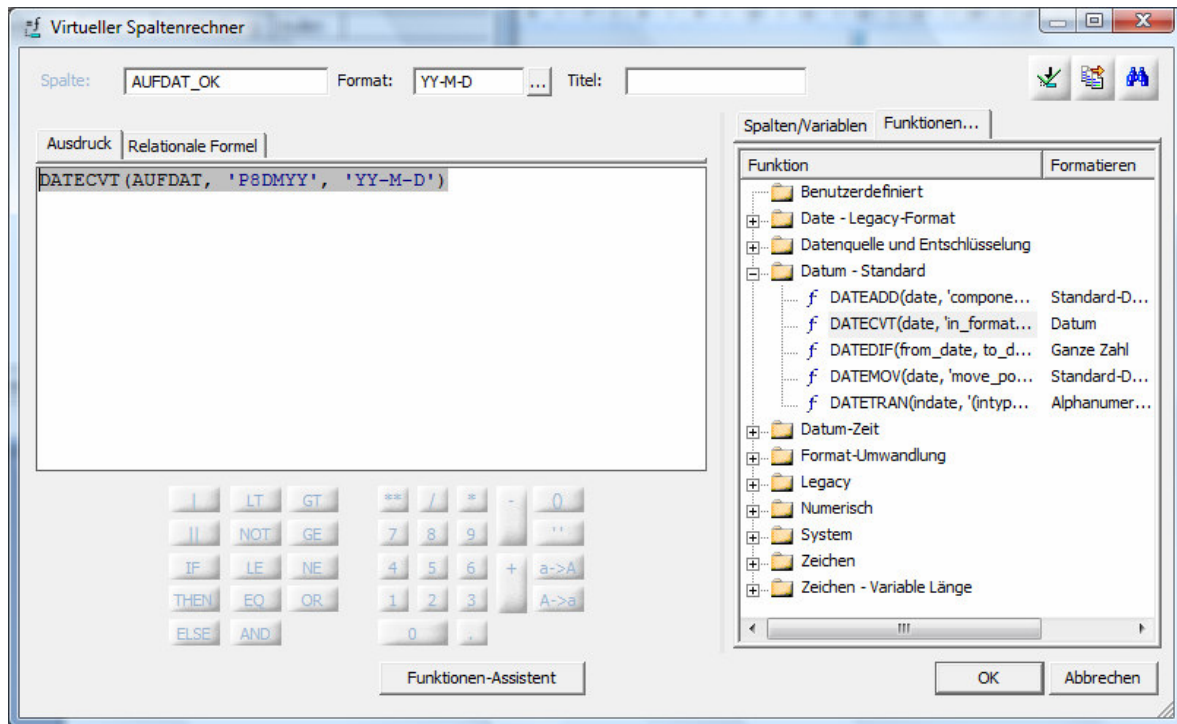 Virtueller Spaltenrechner
Spalte: AUFDAT_OK Format: YY-M-D ... Titel:
Spalten/Variablen Funktionen...
Ausdruck Relationale Formel
DATECVT(AUFDAT, 'P8DMYY', 'YY-M-D')
Funktion Formatieren
Benutzerdefiniert
Date - Legacy-Format
Datenquelle und Entschlüsselung
Datum - Standard
f DATEADD(date, 'compone... Standard-D...
f DATECVT(date, 'in_format... Datum
f DATEDIF(from_date, to_d... Ganze Zahl
f DATEMOV(date, 'move_po... Standard-D...
f DATETRAN(indate, '(intyp... Alphanumer...
Datum-Zeit
Format-Umwandlung
Legacy
Numerisch
System
Zeichen
Zeichen - Variable Länge
| LT GT ** / * - ()
|| NOT GE 7 8 9 ' '
IF LE NE 4 5 6 + a->A
THEN EQ OR 1 2 3 A->a
ELSE AND 0 .
Funktionen-Assistent
OK Abbrechen